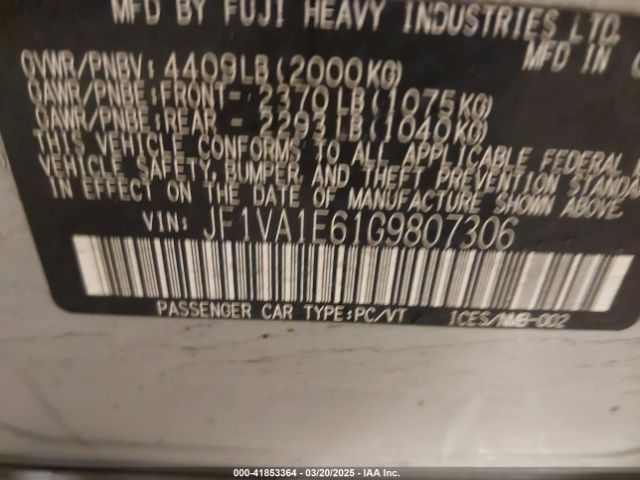 MFD BY FUJI HEAVY INDUSTRIES LTD.
MFD IN
GVWR/PNBV: 4409LB(2000KG)
GAWR/PNBE:FRONT= 2370LB(1075KG)
GAWR/PNBE:REAR = 2293LB(1040KG)
THIS VEHICLE CONFORMS TO ALL APPLICABLE FEDERAL
VEHICLE SAFETY, BUMPER, AND THEFT PREVENTION STANDA
IN EFFECT ON THE DATE OF MANUFACTURE SHOWN ABOVE.
VIN: JF1VA1E61G9807306
PASSENGER CAR TYPE:PC/VT 1CES/NMB-002
000-41853364 | 03/20/2025 | IAA Inc.